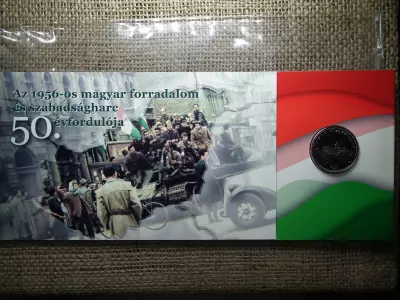 Az 1956-os magyar forradalom
és szabadságharc
50. évfordulója